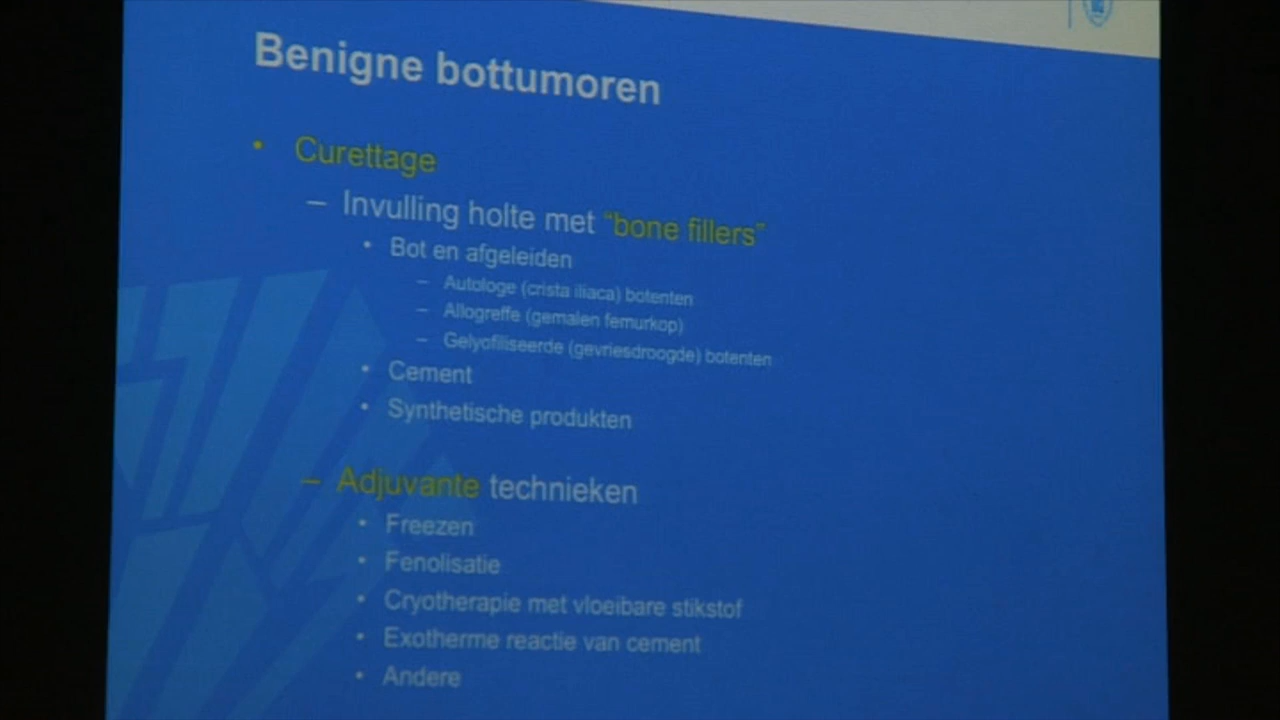 Benigne bottumoren
• Curettage
– Invulling holte met "bone fillers"
• Bot en afgeleiden
– Autologe (crista iliaca) botenten
– Allogreffe (gemalen femurkop)
– Gelyofiliseerde (gevriesdroogde) botenten
• Cement
• Synthetische produkten
– Adjuvante technieken
• Freezen
• Fenolisatie
• Cryotherapie met vloeibare stikstof
• Exotherme reactie van cement
• Andere